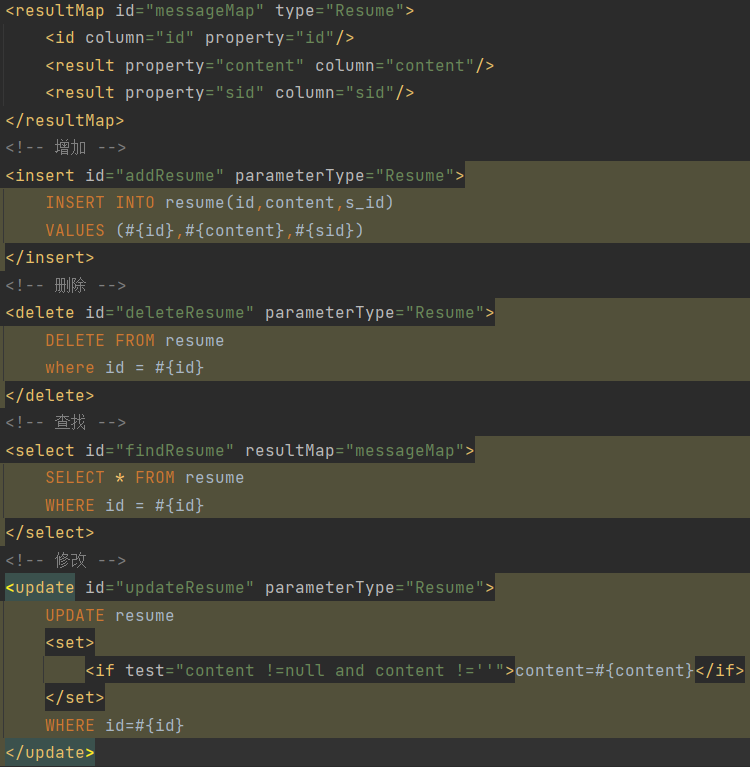 <resultMap id="messageMap" type="Resume">
    <id column="id" property="id"/>
    <result property="content" column="content"/>
    <result property="sid" column="sid"/>
</resultMap>
<!-- 增加 -->
<insert id="addResume" parameterType="Resume">
    INSERT INTO resume(id,content,s_id)
    VALUES (#{id},#{content},#{sid})
</insert>
<!-- 删除 -->
<delete id="deleteResume" parameterType="Resume">
    DELETE FROM resume
    where id = #{id}
</delete>
<!-- 查找 -->
<select id="findResume" resultMap="messageMap">
    SELECT * FROM resume
    WHERE id = #{id}
</select>
<!-- 修改 -->
<update id="updateResume" parameterType="Resume">
    UPDATE resume
    <set>
        <if test="content !=null and content !=''">content=#{content}</if>
    </set>
    WHERE id=#{id}
</update>